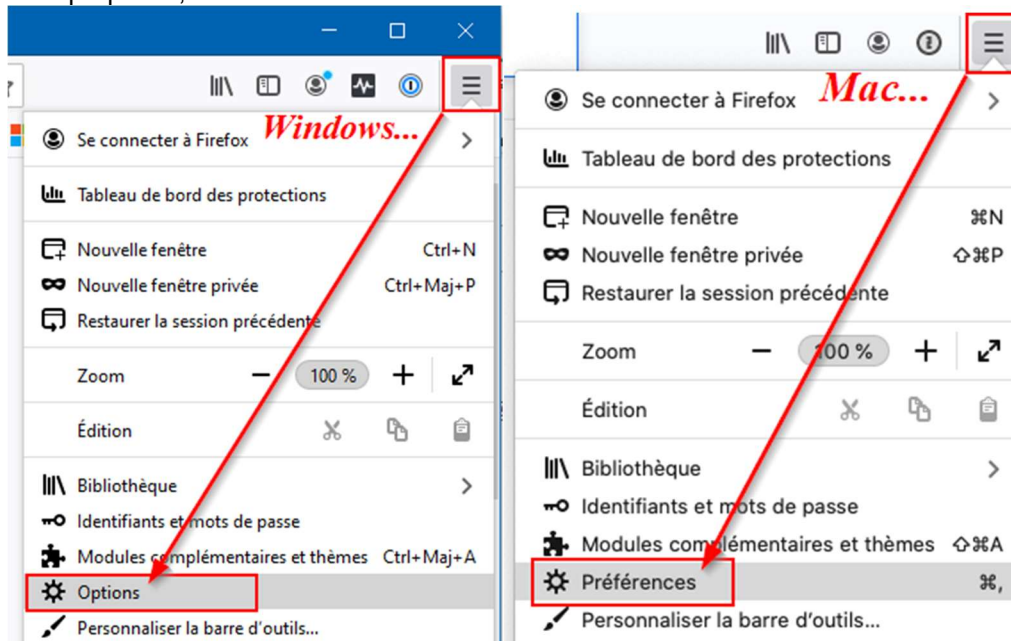 Windows...
Se connecter à Firefox
Tableau de bord des protections
Nouvelle fenêtre Ctrl+N
Nouvelle fenêtre privée Ctrl+Maj+P
Restaurer la session précédente
Zoom − 100 % +
Édition
Bibliothèque
Identifiants et mots de passe
Modules complémentaires et thèmes Ctrl+Maj+A
Options
Personnaliser la barre d'outils...
Mac...
Se connecter à Firefox
Tableau de bord des protections
Nouvelle fenêtre ⌘N
Nouvelle fenêtre privée ⇧⌘P
Restaurer la session précédente
Zoom − 100 % +
Édition
Bibliothèque
Identifiants et mots de passe
Modules complémentaires et thèmes ⇧⌘A
Préférences ⌘,
Personnaliser la barre d'outils...